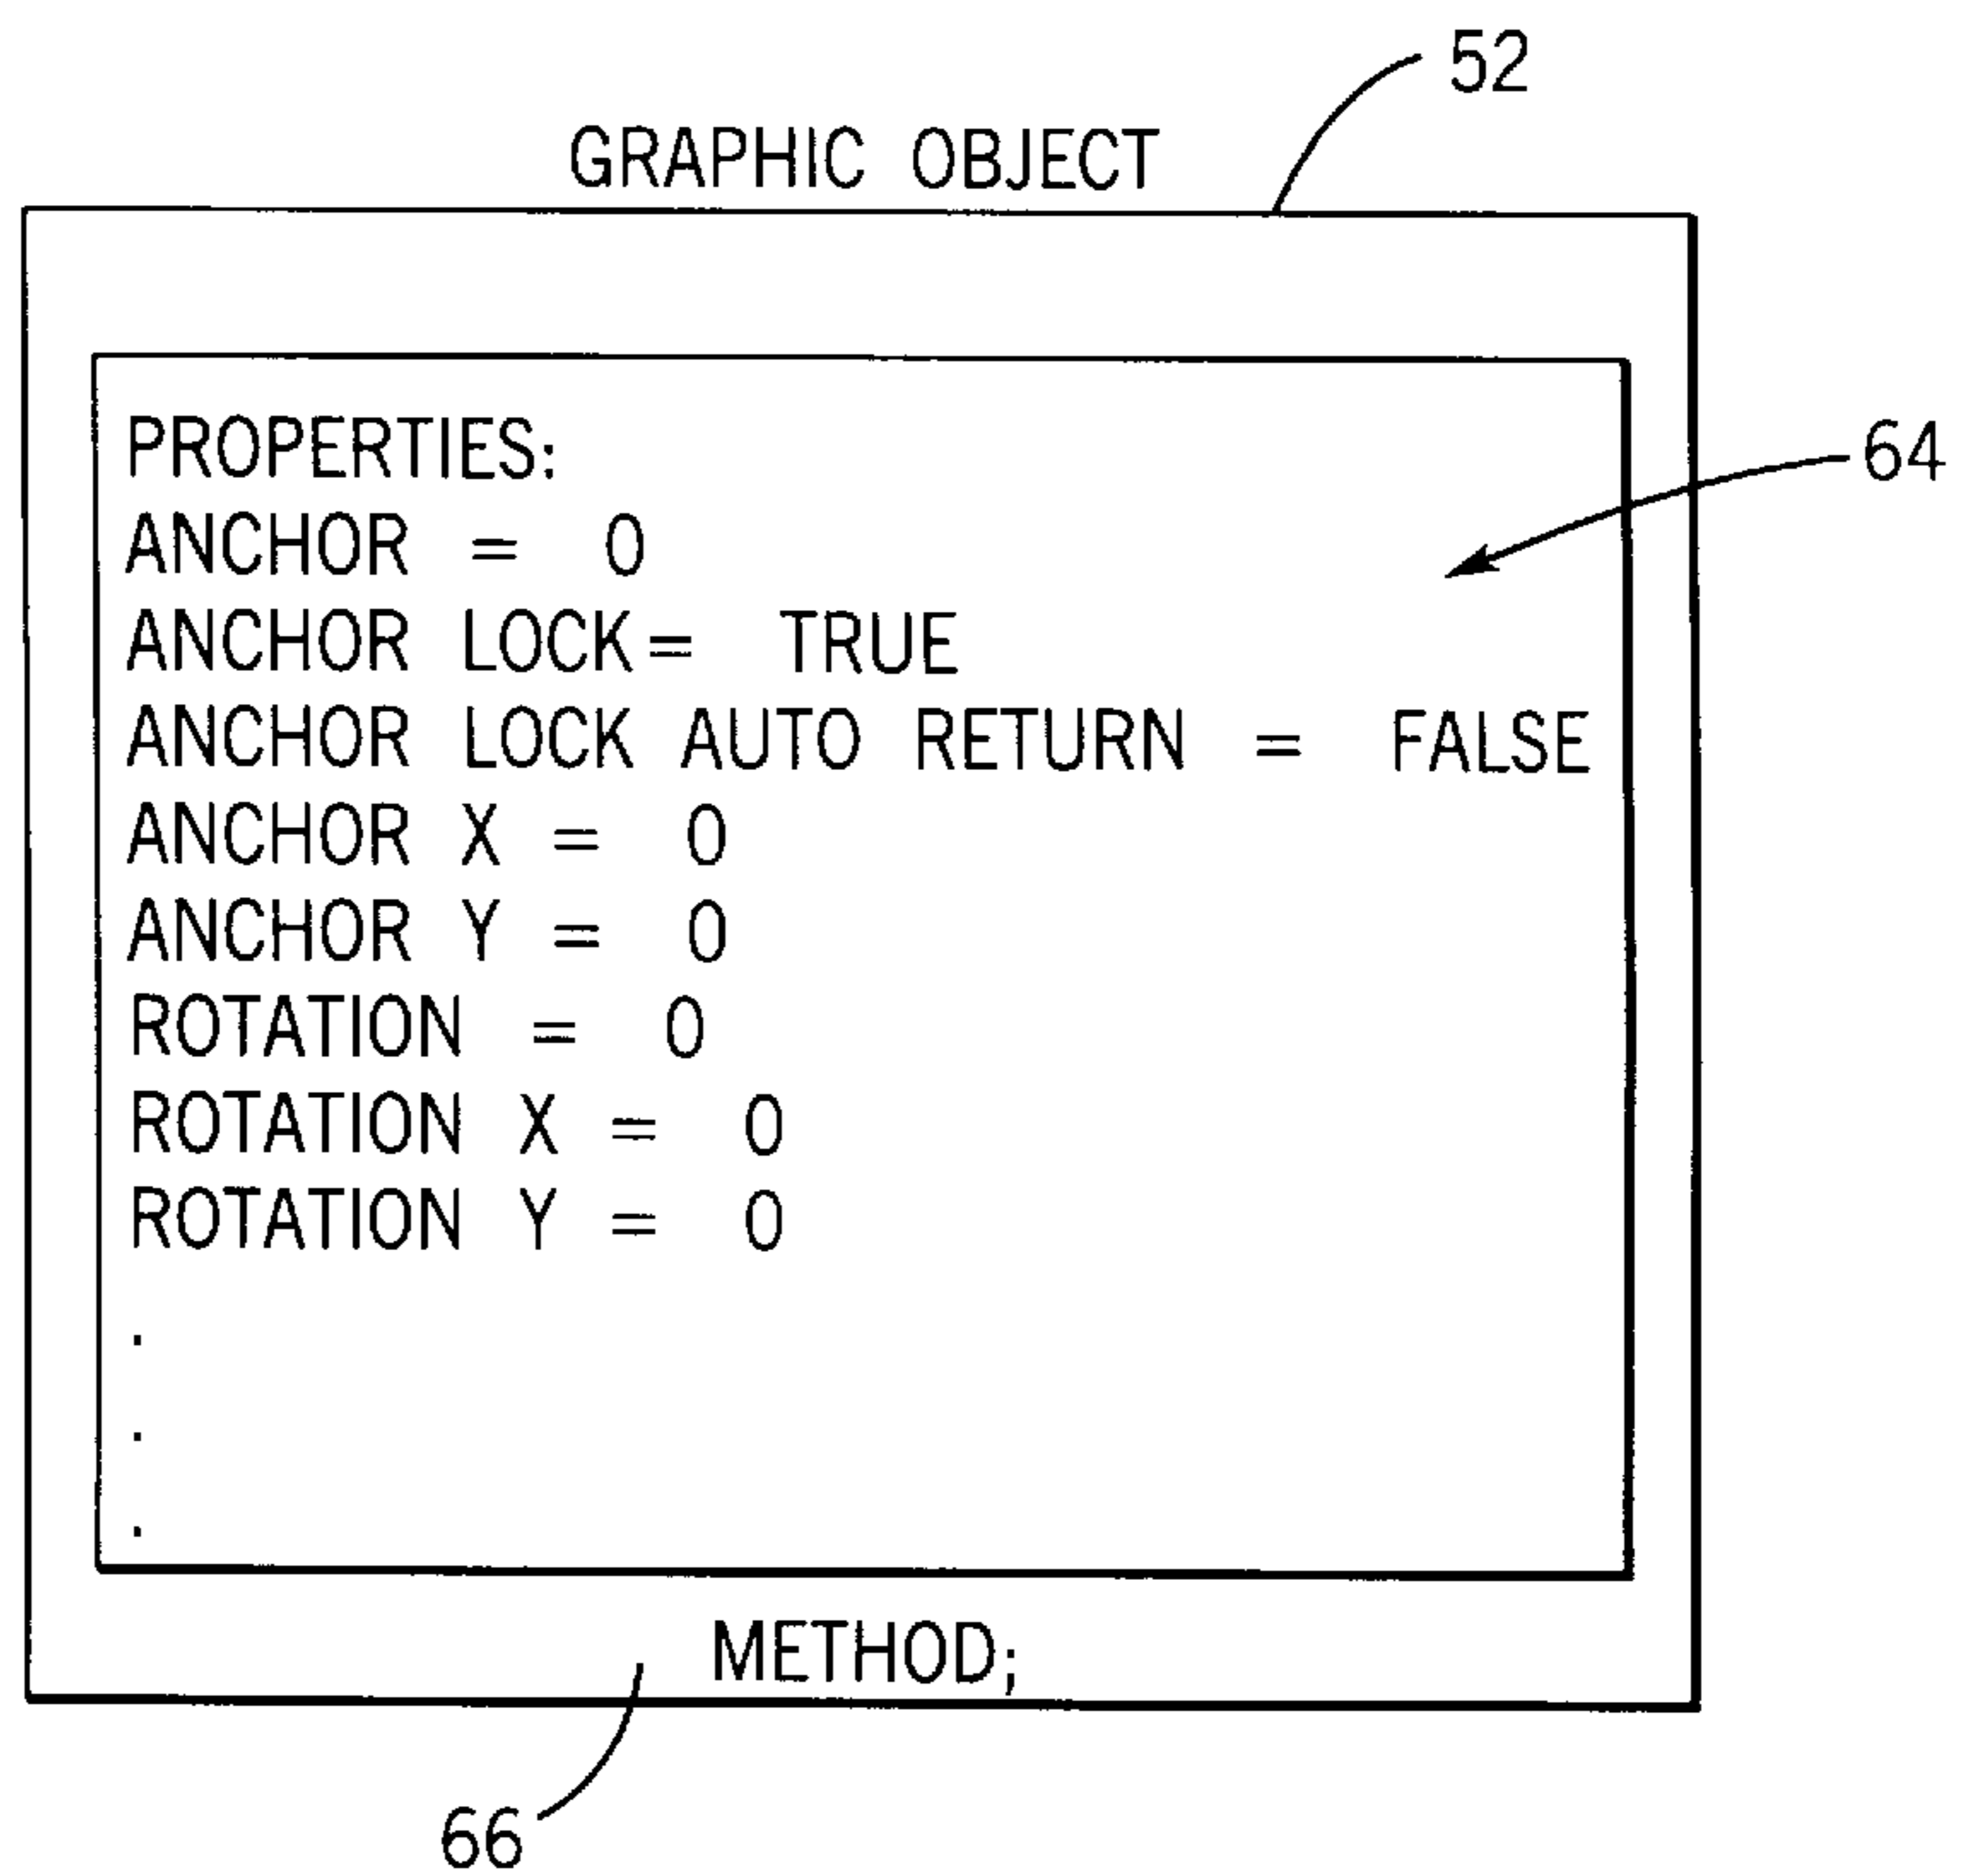 52
GRAPHIC OBJECT
PROPERTIES:
64
ANCHOR = 0
ANCHOR LOCK= TRUE
ANCHOR LOCK AUTO RETURN = FALSE
ANCHOR X = 0
ANCHOR Y = 0
ROTATION = 0
ROTATION X = 0
ROTATION Y = 0
.
.
.
METHOD;
66